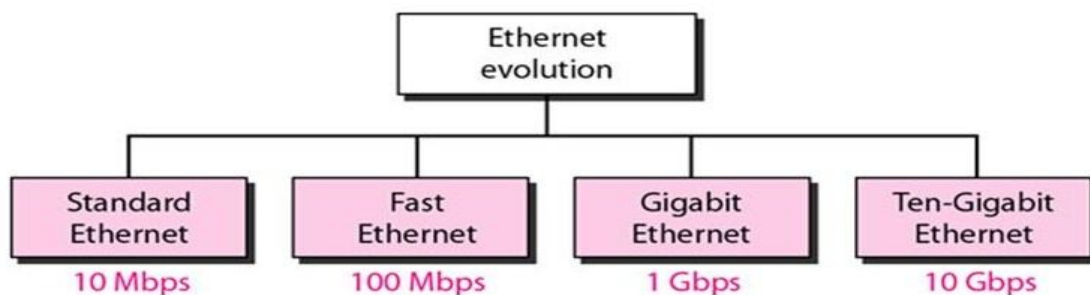 Ethernet
evolution
Standard
Ethernet
10 Mbps
Fast
Ethernet
100 Mbps
Gigabit
Ethernet
1 Gbps
Ten-Gigabit
Ethernet
10 Gbps